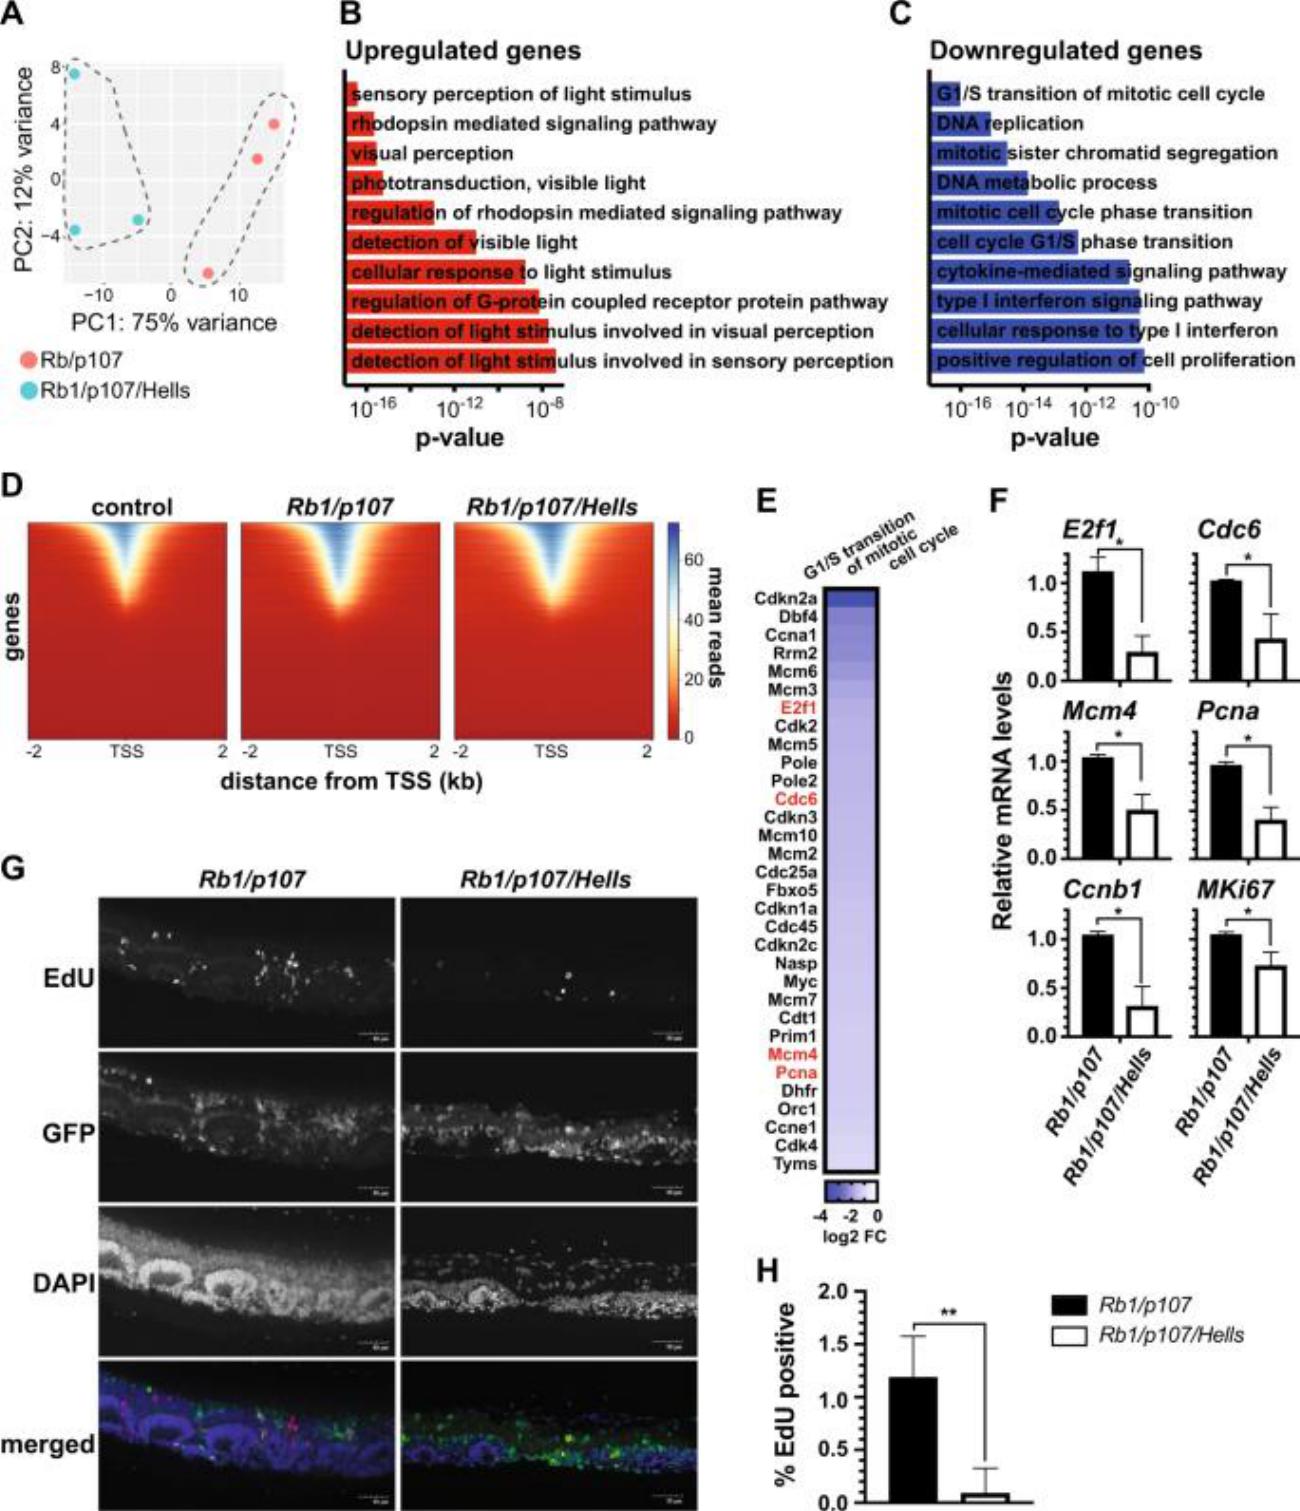 A
8
4
0
−4
PC2: 12% variance
−10 0 10
PC1: 75% variance
Rb/p107
Rb1/p107/Hells
B
Upregulated genes
sensory perception of light stimulus
rhodopsin mediated signaling pathway
visual perception
phototransduction, visible light
regulation of rhodopsin mediated signaling pathway
detection of visible light
cellular response to light stimulus
regulation of G-protein coupled receptor protein pathway
detection of light stimulus involved in visual perception
detection of light stimulus involved in sensory perception
10-16 10-12 10-8
p-value
C
Downregulated genes
G1/S transition of mitotic cell cycle
DNA replication
mitotic sister chromatid segregation
DNA metabolic process
mitotic cell cycle phase transition
cell cycle G1/S phase transition
cytokine-mediated signaling pathway
type I interferon signaling pathway
cellular response to type I interferon
positive regulation of cell proliferation
10-16 10-14 10-12 10-10
p-value
D
control Rb1/p107 Rb1/p107/Hells
genes
-2 TSS 2 -2 TSS 2 -2 TSS 2
distance from TSS (kb)
60
40
20
0
mean reads
E
G1/S transition
of mitotic
cell cycle
Cdkn2a
Dbf4
Ccna1
Rrm2
Mcm6
Mcm3
E2f1
Cdk2
Mcm5
Pole
Pole2
Cdc6
Cdkn3
Mcm10
Mcm2
Cdc25a
Fbxo5
Cdkn1a
Cdc45
Cdkn2c
Nasp
Myc
Mcm7
Cdt1
Prim1
Mcm4
Pcna
Dhfr
Orc1
Ccne1
Cdk4
Tyms
-4 -2 0
log2 FC
F
Relative mRNA levels
E2f1 Cdc6
* *
1.0
0.5
0.0
Mcm4 Pcna
* *
1.0
0.5
0.0
Ccnb1 MKi67
* *
1.0
0.5
0.0
Rb1/p107
Rb1/p107/Hells
Rb1/p107
Rb1/p107/Hells
G
Rb1/p107 Rb1/p107/Hells
EdU
GFP
DAPI
merged
H
% EdU positive
2.0
1.5
1.0
0.5
0.0
**
Rb1/p107
Rb1/p107/Hells